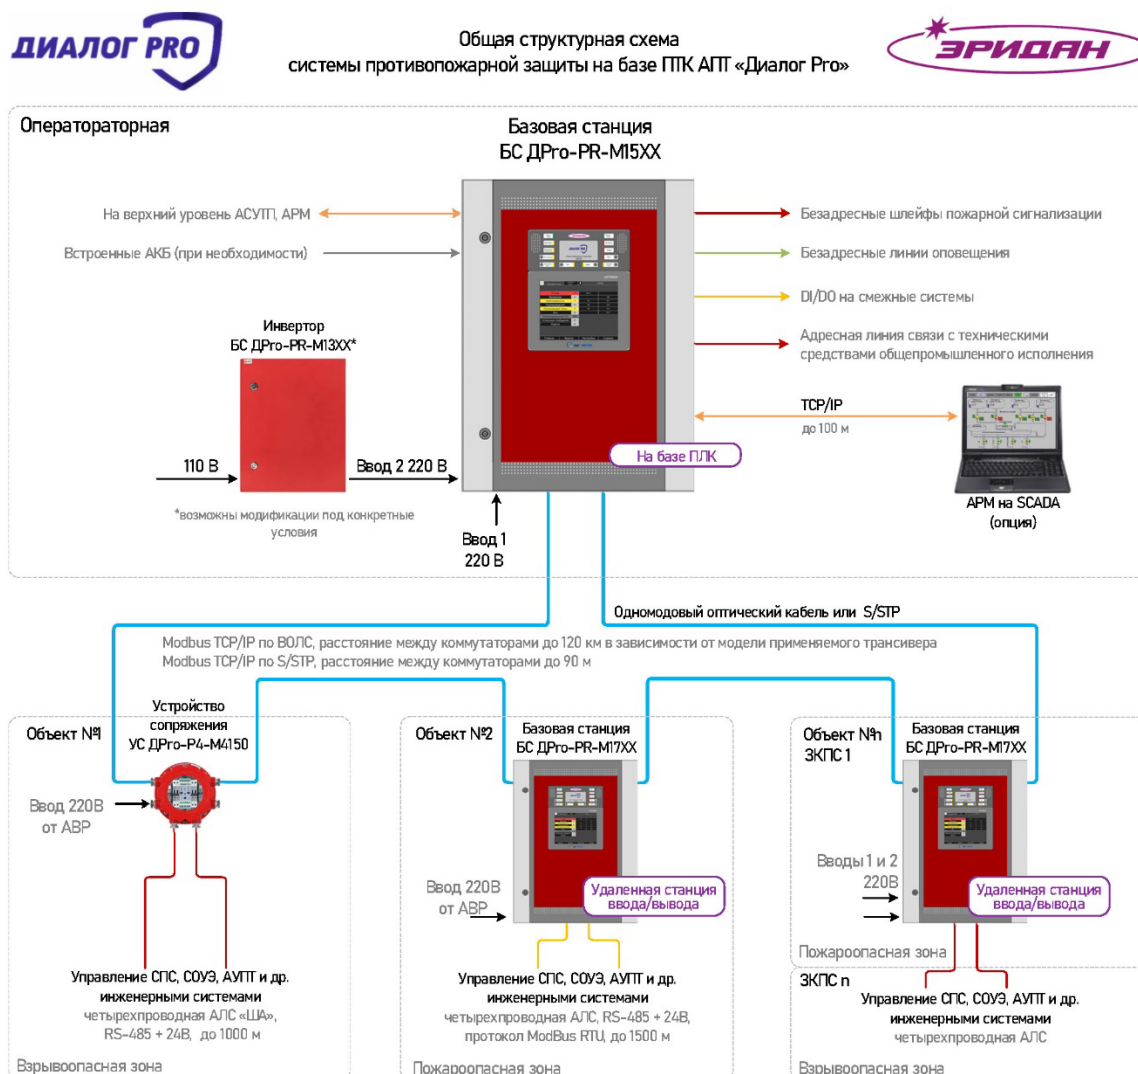 ДИАЛОГ PRO
Общая структурная схема
системы противопожарной защиты на базе ПТК АПТ «Диалог Pro»
ЭРИДАН
Оператораторная
Базовая станция
БС ДPro-PR-M15XX
На верхний уровень АСУТП, АРМ
Встроенные АКБ (при необходимости)
Безадресные шлейфы пожарной сигнализации
Безадресные линии оповещения
DI/DO на смежные системы
Адресная линия связи с техническими
средствами общепромышленного исполнения
Инвертор
БС ДPro-PR-M13XX*
ДИАЛОГ PRO
TCP/IP
до 100 м
На базе ПЛК
110 В
Ввод 2 220 В
*возможны модификации под конкретные
условия
Ввод 1
220 В
АРМ на SCADA
(опция)
Одномодовый оптический кабель или S/STP
Modbus TCP/IP по ВОЛС, расстояние между коммутаторами до 120 км в зависимости от модели применяемого трансивера
Modbus TCP/IP по S/STP, расстояние между коммутаторами до 90 м
Объект №1
Устройство
сопряжения
УС ДPro-P4-M4150
Ввод 220В
от АВР
Управление СПС, СОУЭ, АУПТ и др.
инженерными системами
четырехпроводная АЛС «ША»,
RS-485 + 24В, до 1000 м
Взрывоопасная зона
Объект №2
Базовая станция
БС ДPro-PR-M17XX
Ввод 220В
от АВР
Удаленная станция
ввода/вывода
Управление СПС, СОУЭ, АУПТ и др.
инженерными системами
четырехпроводная АЛС, RS-485 + 24В,
протокол ModBus RTU, до 1500 м
Пожароопасная зона
Объект №n
ЗКПС 1
Базовая станция
БС ДPro-PR-M17XX
Вводы 1 и 2
220В
Удаленная станция
ввода/вывода
Пожароопасная зона
ЗКПС n
Управление СПС, СОУЭ, АУПТ и др.
инженерными системами
четырехпроводная АЛС
Взрывоопасная зона